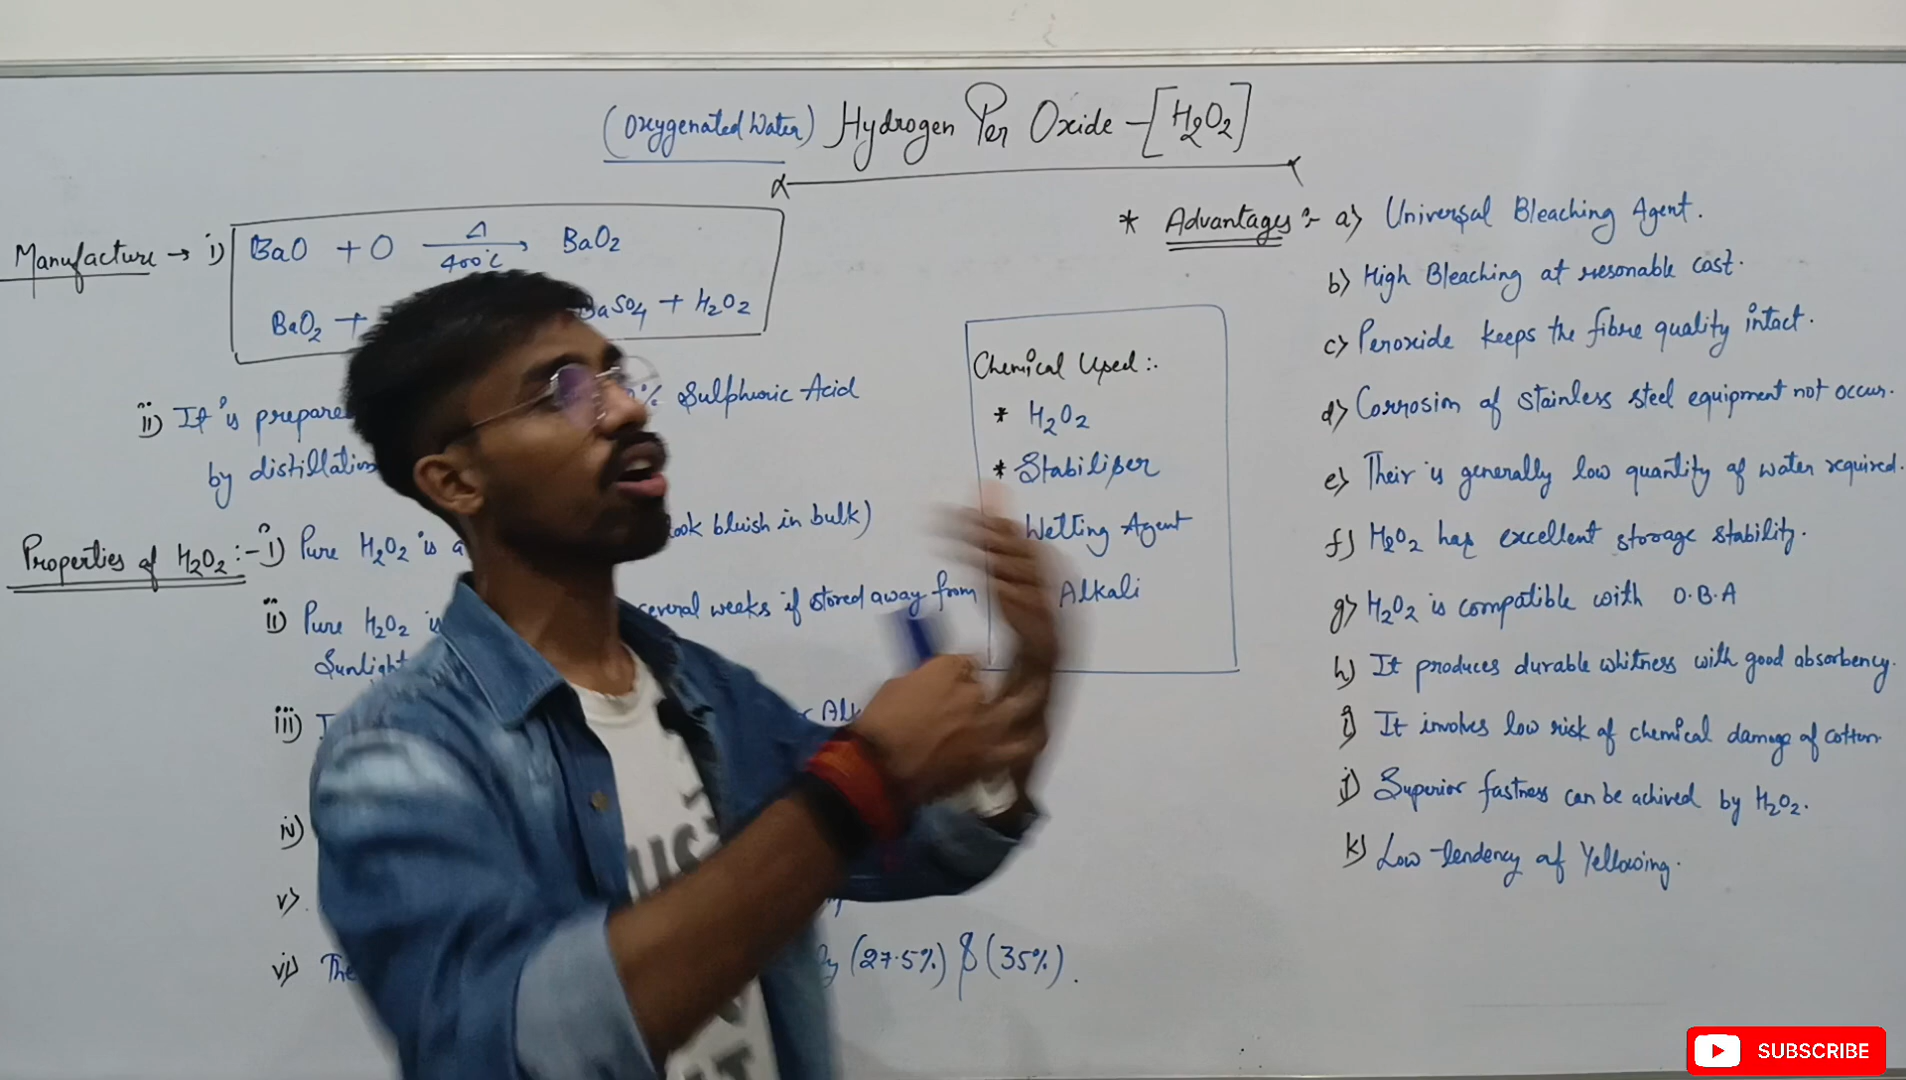 (Oxygenated Water) Hydrogen Per Oxide - [H2O2]
Manufacture → i) BaO + O Δ 400°C → BaO2
BaO2 + BaSO4 + H2O2
ii) It is prepare % Sulphuric Acid
by distillation
Properties of H2O2 :- i) Pure H2O2 is a look bluish in bulk)
ii) Pure H2O2 is several weeks if stored away from
Sunlight
iii) I
iv)
v)
vi) The by (27.5%) & (35%).
Chemical Used :-
* H2O2
* Stabiliser
Wetting Agent
Alkali
* Advantages :- a) Universal Bleaching Agent.
b) High Bleaching at resonable cost.
c) Peroxide keeps the fibre quality intact.
d) Corrosion of stainless steel equipment not occur.
e) Their is generally low quantity of water required.
f) H2O2 has excellent storage stability.
g) H2O2 is compatible with O.B.A
h) It produces durable whitness with good absorbency.
i) It involves low risk of chemical damage of cotton
j) Superior fastness can be achived by H2O2.
k) Low tendency of Yellowing.
SUBSCRIBE